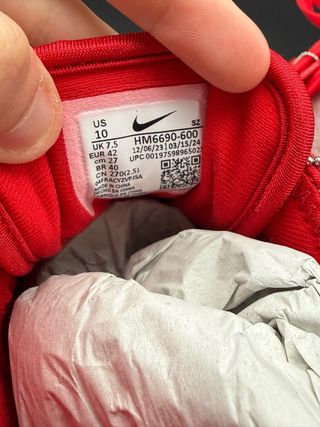 US
10
SZ
UK 7.5
EUR 42
cm 27
BR 40
CN 270(2.5)
HM6690-600
12/06/23 03/15/24
UPC 0019759896502
MADE IN CHINA